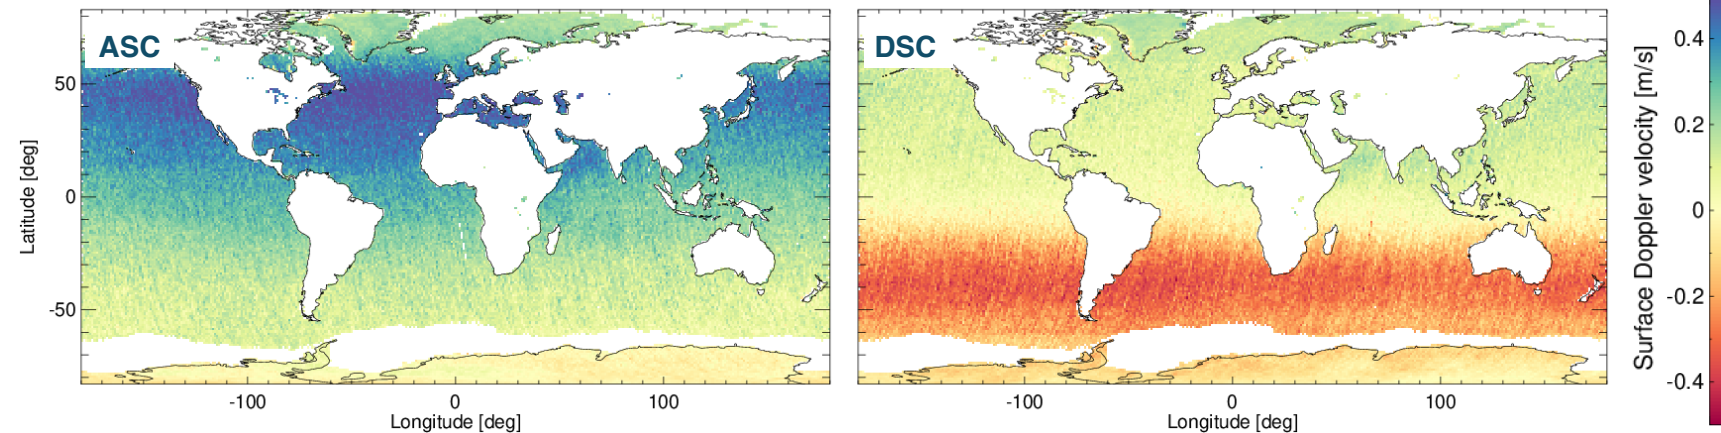 ASC
50
0
-50
Latitude [deg]
-100 0 100
Longitude [deg]
DSC
-100 0 100
Longitude [deg]
0.4
0.2
0
-0.2
-0.4
Surface Doppler velocity [m/s]